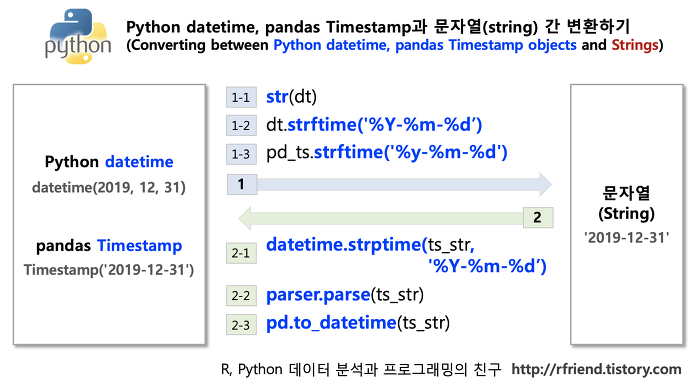 python
Python datetime, pandas Timestamp과 문자열(string) 간 변환하기
(Converting between Python datetime, pandas Timestamp objects and Strings)
Python datetime
datetime(2019, 12, 31)
pandas Timestamp
Timestamp('2019-12-31')
1-1 str(dt)
1-2 dt.strftime('%Y-%m-%d’)
1-3 pd_ts.strftime('%y-%m-%d')
1
2
2-1 datetime.strptime(ts_str,
'%Y-%m-%d’)
2-2 parser.parse(ts_str)
2-3 pd.to_datetime(ts_str)
문자열
(String)
'2019-12-31'
R, Python 데이터 분석과 프로그래밍의 친구 http://rfriend.tistory.com